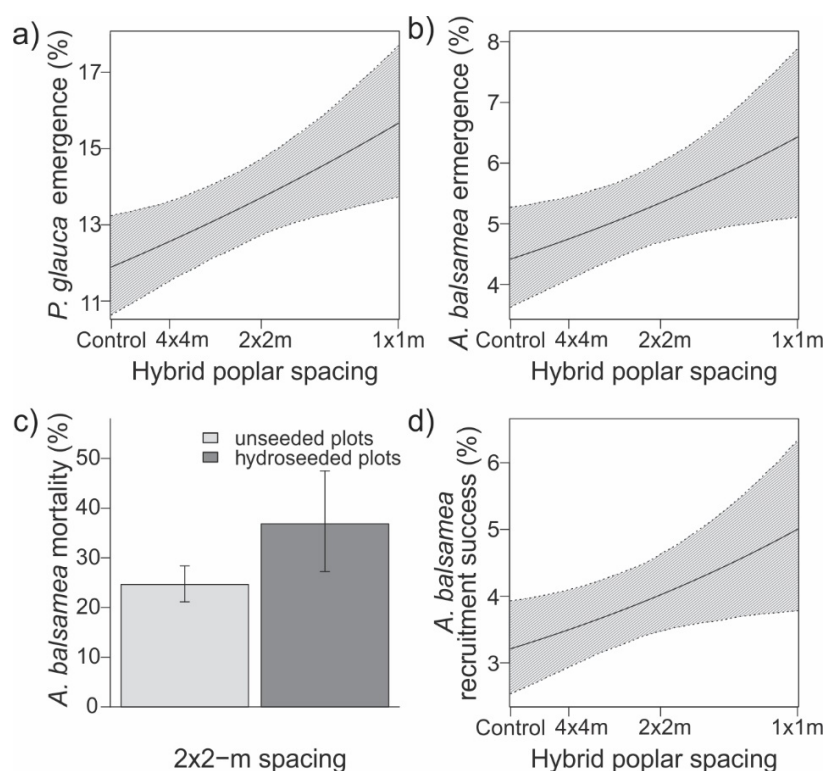 a)
P. glauca emergence (%)
17
15
13
11
Control 4x4m 2x2m 1x1m
Hybrid poplar spacing
b)
A. balsamea ermergence (%)
8
7
6
5
4
Control 4x4m 2x2m 1x1m
Hybrid poplar spacing
c)
A. balsamea mortality (%)
unseeded plots
hydroseeded plots
50
40
30
20
10
0
2x2−m spacing
d)
A. balsamea
recruitment success (%)
6
5
4
3
Control 4x4m 2x2m 1x1m
Hybrid poplar spacing